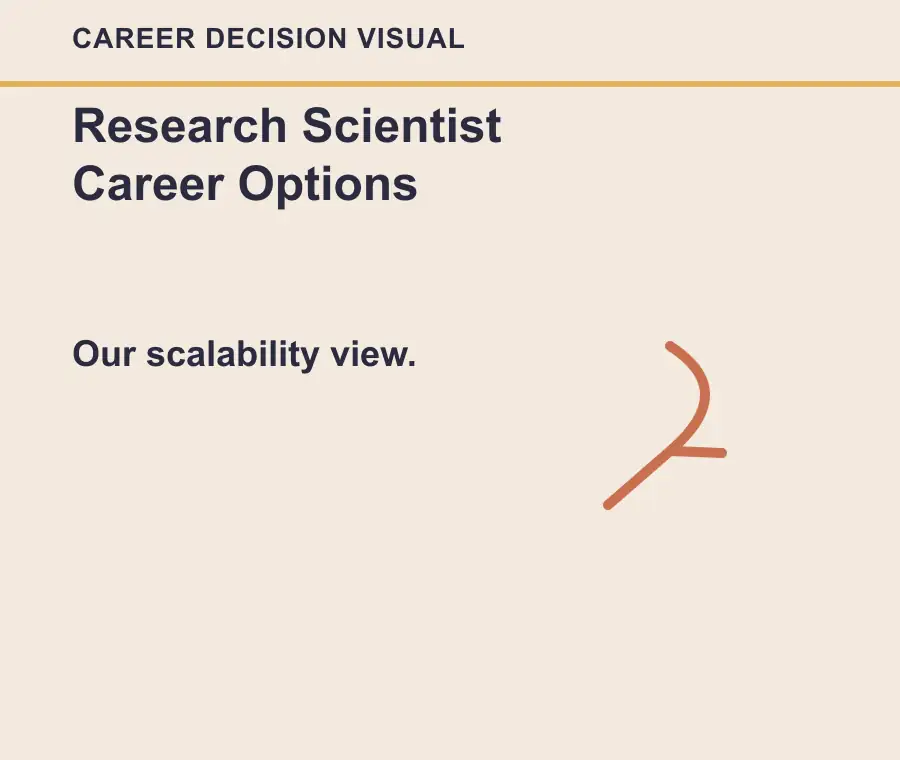 CAREER DECISION VISUAL
Research Scientist
Career Options
Our scalability view.